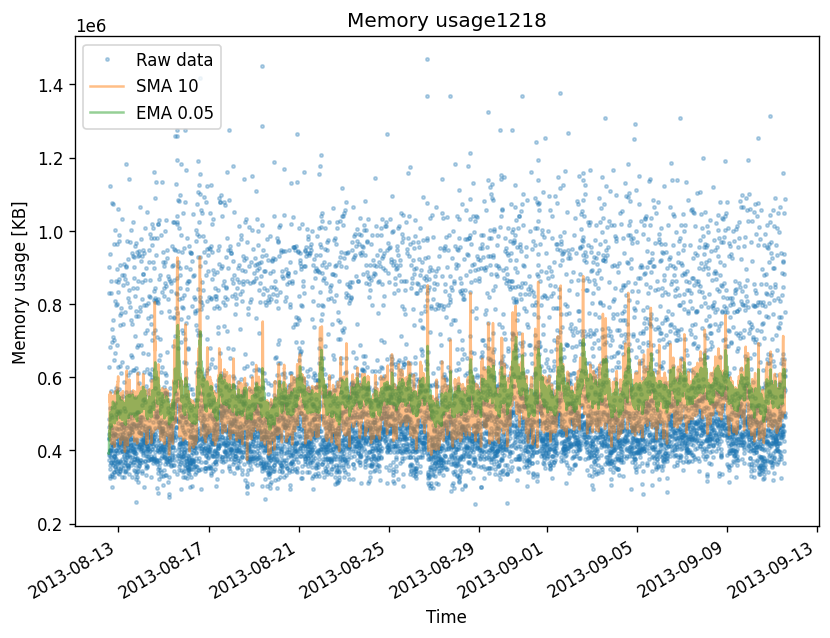 Memory usage1218
1e6
Raw data
SMA 10
EMA 0.05
1.4
1.2
1.0
0.8
0.6
0.4
0.2
Memory usage [KB]
2013-08-13
2013-08-17
2013-08-21
2013-08-25
2013-08-29
2013-09-01
2013-09-05
2013-09-09
2013-09-13
Time